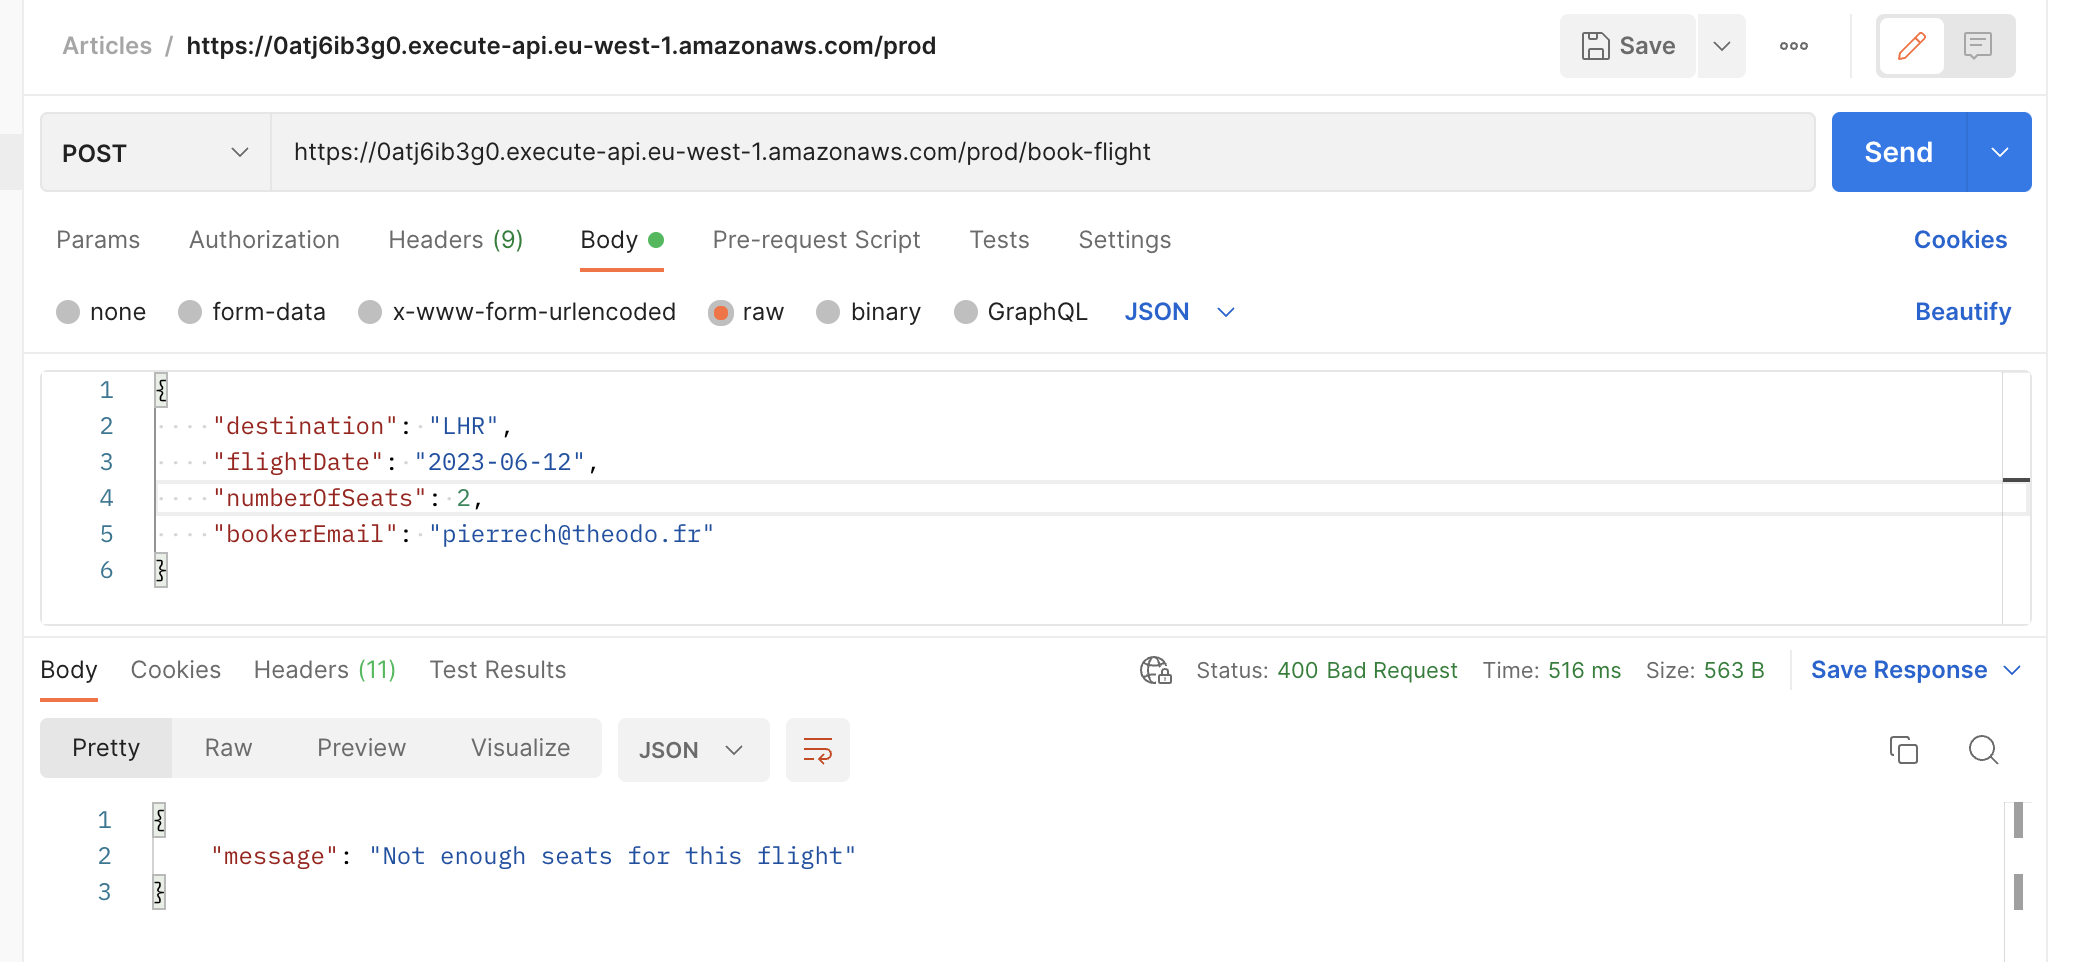 Articles / https://0atj6ib3g0.execute-api.eu-west-1.amazonaws.com/prod
Save
POST
https://0atj6ib3g0.execute-api.eu-west-1.amazonaws.com/prod/book-flight
Send
Params Authorization Headers (9) Body Pre-request Script Tests Settings Cookies
none form-data x-www-form-urlencoded raw binary GraphQL JSON Beautify
1 {
2 "destination": "LHR",
3 "flightDate": "2023-06-12",
4 "numberOfSeats": 2,
5 "bookerEmail": "pierrech@theodo.fr"
6 }
Body Cookies Headers (11) Test Results Status: 400 Bad Request Time: 516 ms Size: 563 B Save Response
Pretty Raw Preview Visualize JSON
1 {
2 "message": "Not enough seats for this flight"
3 }